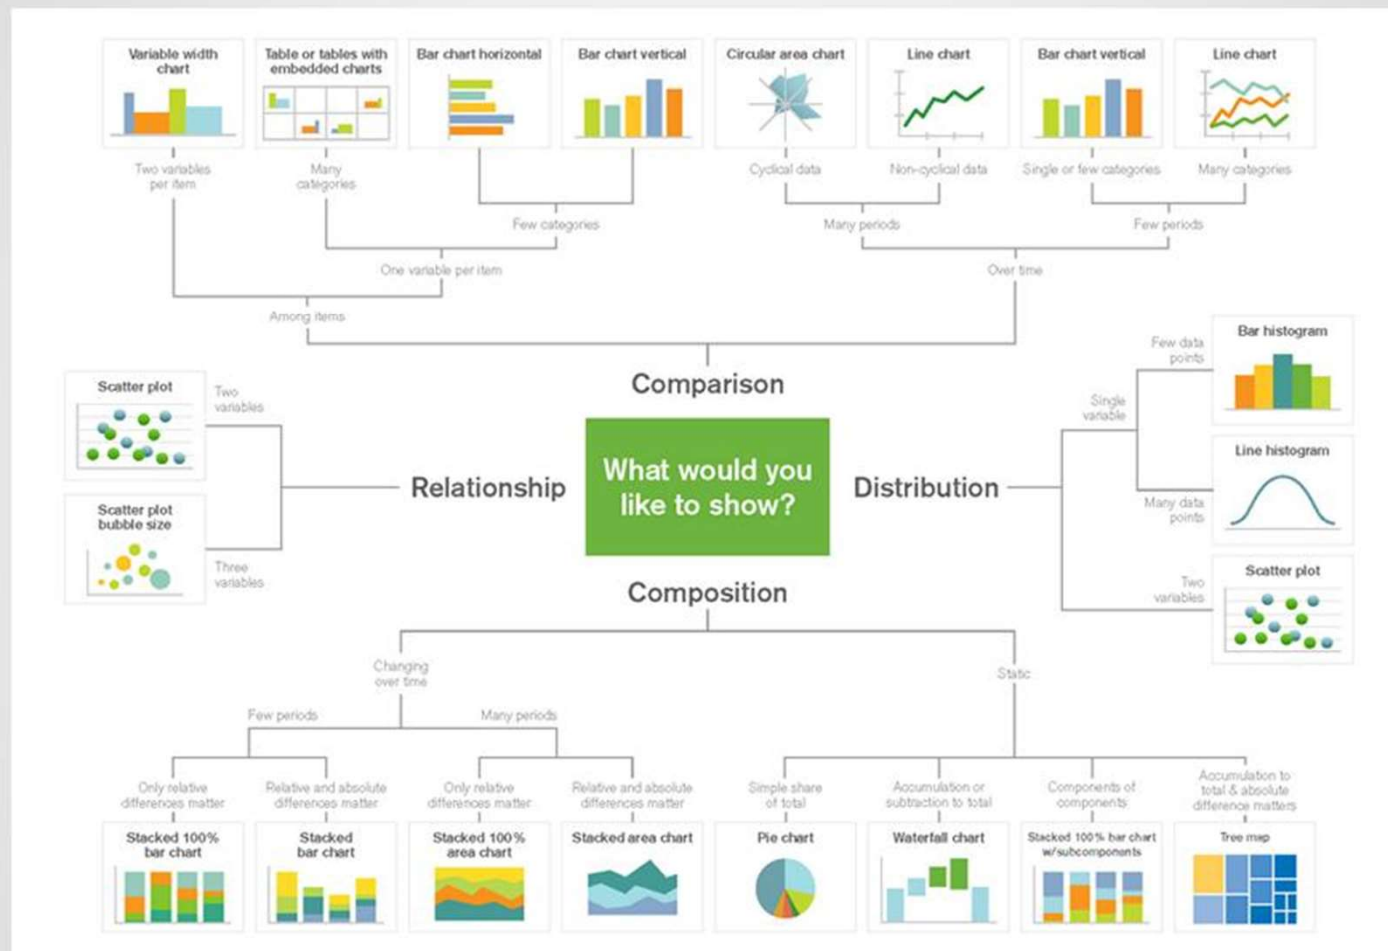 Variable width
chart
Table or tables with
embedded charts
Bar chart horizontal
Bar chart vertical
Circular area chart
Line chart
Bar chart vertical
Line chart
Two variables
per item
Many
categories
Cyclical data
Non-cyclical data
Single or few categories
Many categories
Few categories
Many periods
Few periods
One variable per item
Over time
Among items
Comparison
Scatter plot
Two
variables
Scatter plot
bubble size
Three
variables
Relationship
What would you
like to show?
Distribution
Single
variable
Few data
points
Bar histogram
Many data
points
Line histogram
Two
variables
Scatter plot
Composition
Changing
over time
Static
Few periods
Many periods
Only relative
differences matter
Relative and absolute
differences matter
Only relative
differences matter
Relative and absolute
differences matter
Simple share
of total
Accumulation or
subtraction to total
Components of
components
Accumulation to
total & absolute
difference matters
Stacked 100%
bar chart
Stacked
bar chart
Stacked 100%
area chart
Stacked area chart
Pie chart
Waterfall chart
Stacked 100% bar chart
w/subcomponents
Tree map